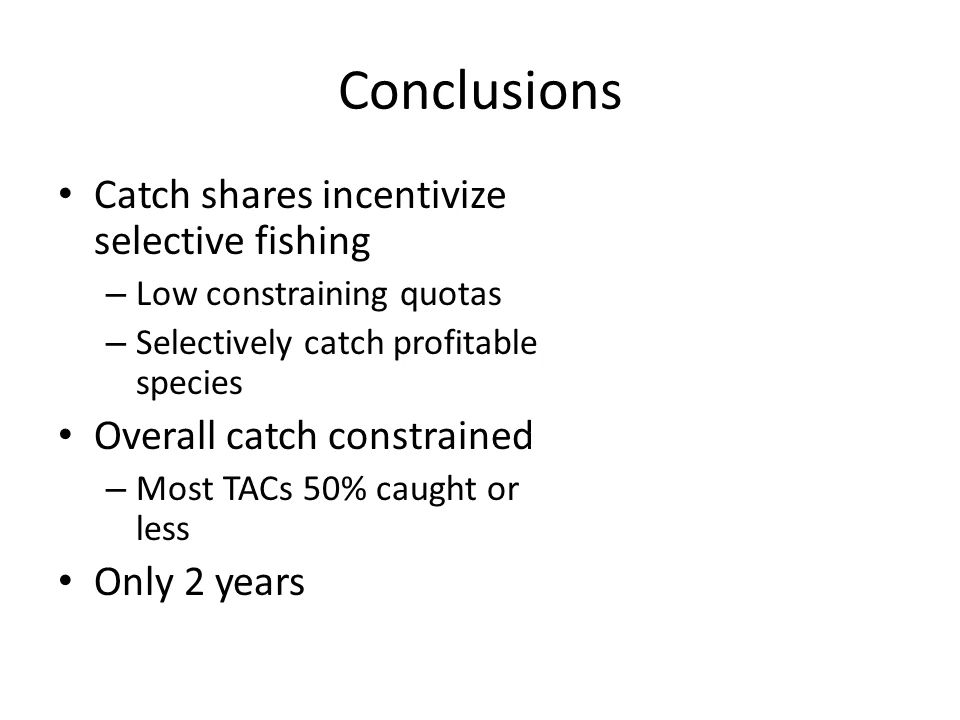 Conclusions
• Catch shares incentivize
selective fishing
– Low constraining quotas
– Selectively catch profitable
species
• Overall catch constrained
– Most TACs 50% caught or
less
• Only 2 years